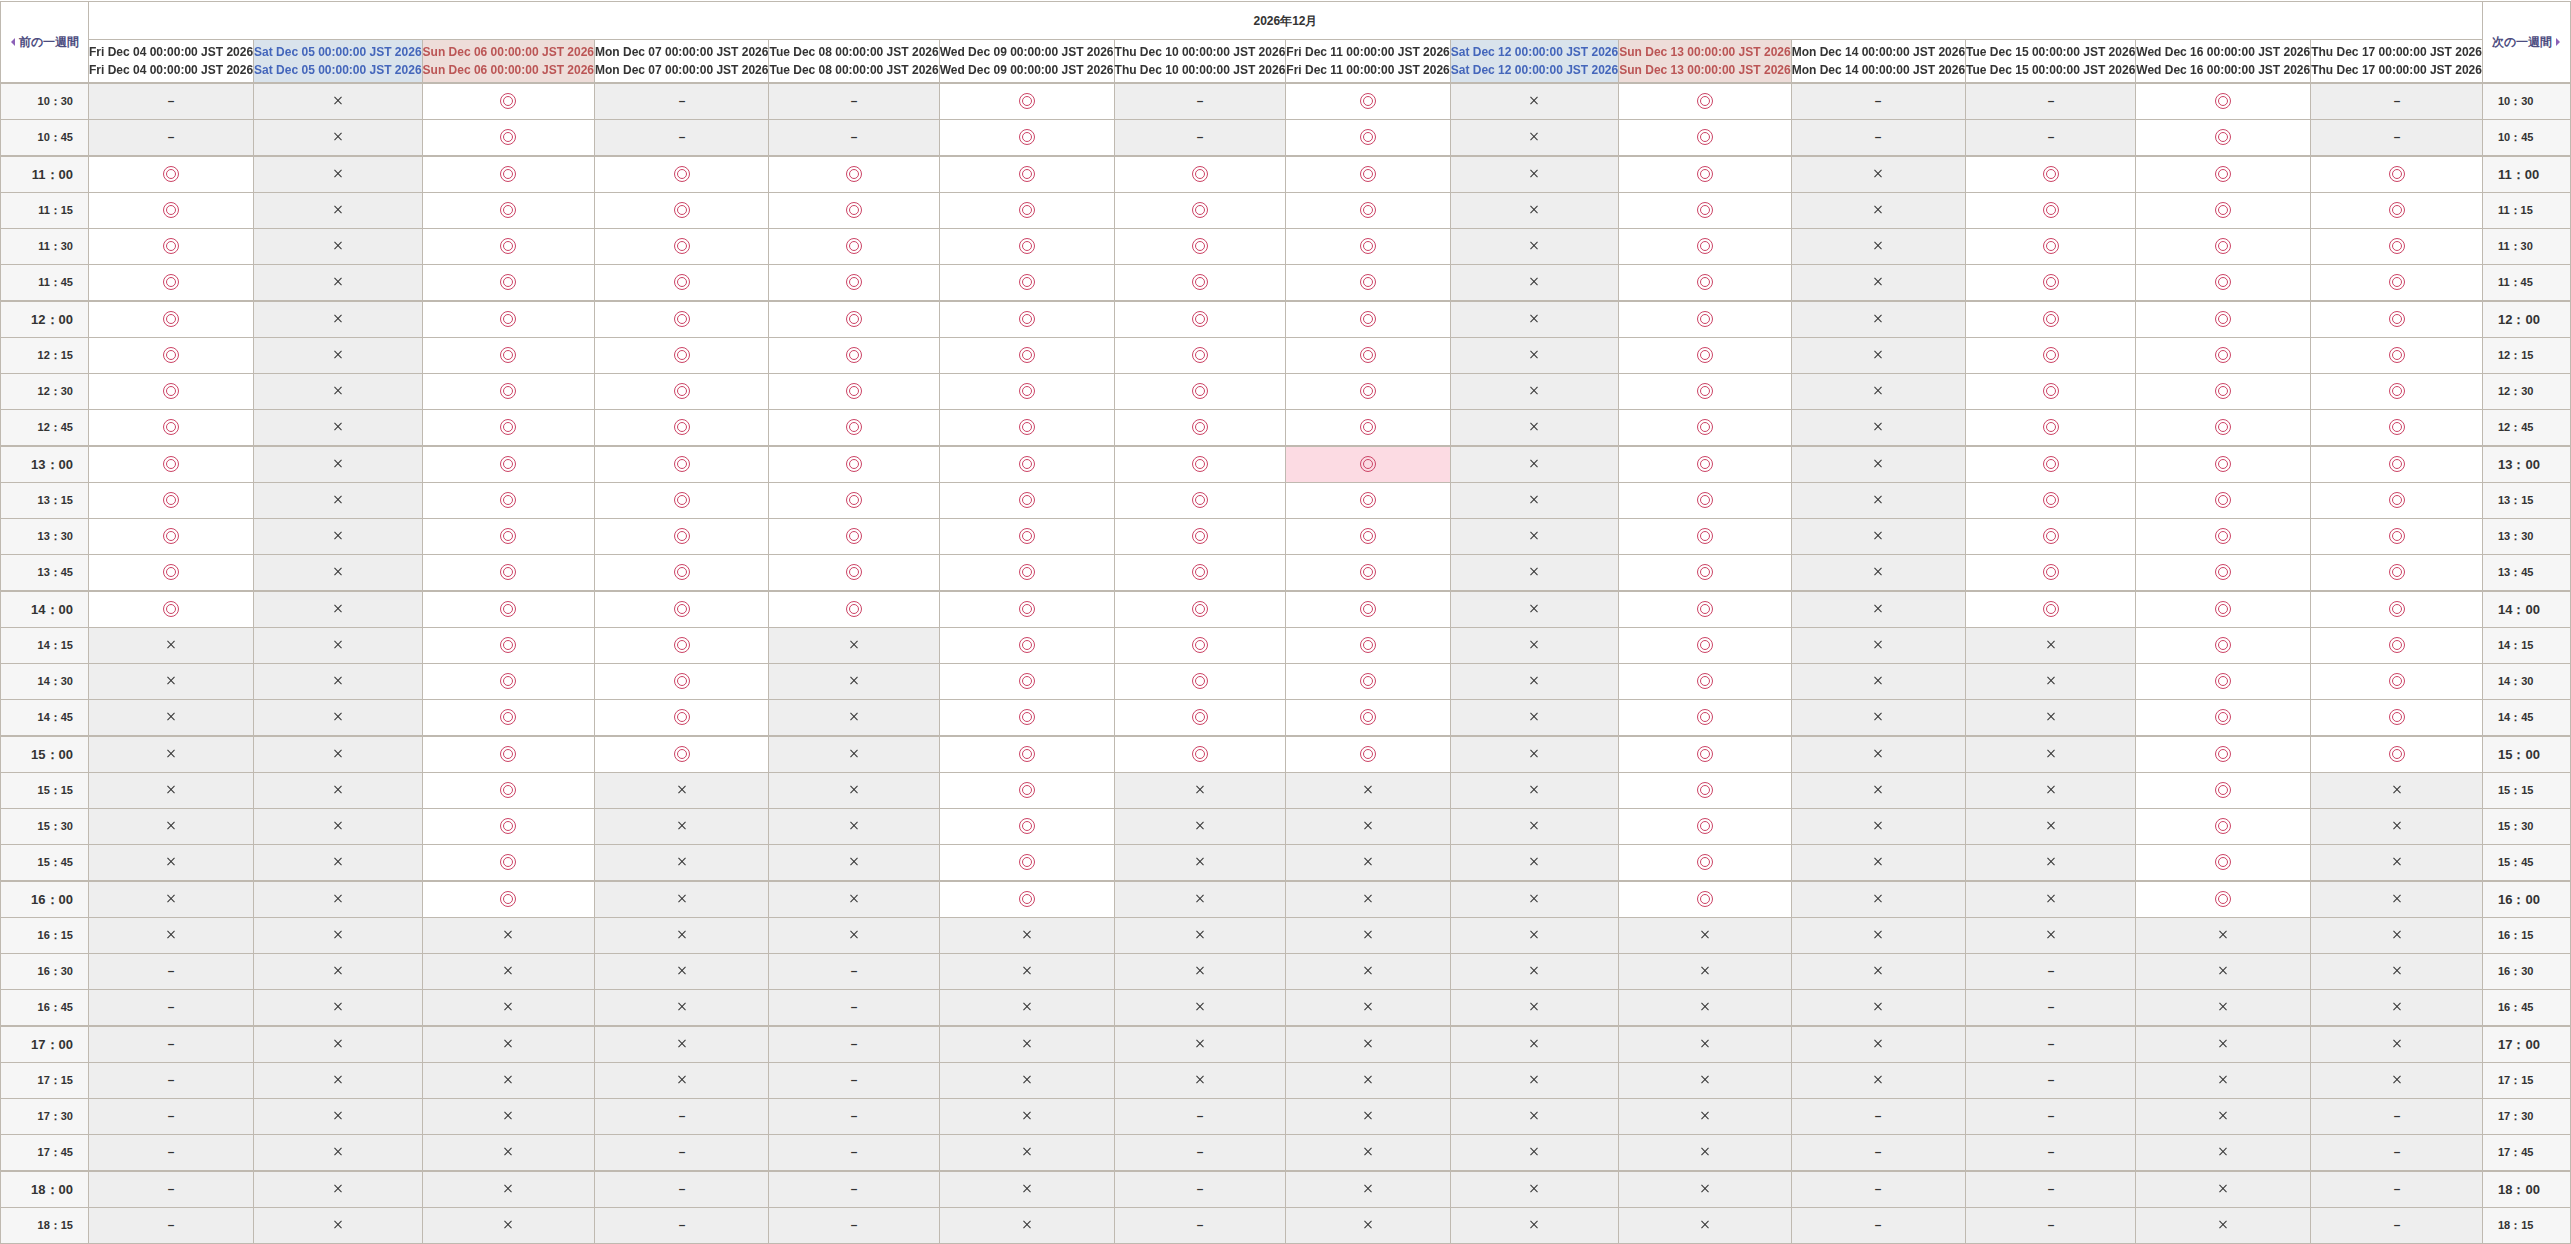 2026年12月
前の一週間
次の一週間
Fri Dec 04 00:00:00 JST 2026 Sat Dec 05 00:00:00 JST 2026 Sun Dec 06 00:00:00 JST 2026 Mon Dec 07 00:00:00 JST 2026 Tue Dec 08 00:00:00 JST 2026 Wed Dec 09 00:00:00 JST 2026 Thu Dec 10 00:00:00 JST 2026 Fri Dec 11 00:00:00 JST 2026 Sat Dec 12 00:00:00 JST 2026 Sun Dec 13 00:00:00 JST 2026 Mon Dec 14 00:00:00 JST 2026 Tue Dec 15 00:00:00 JST 2026 Wed Dec 16 00:00:00 JST 2026 Thu Dec 17 00:00:00 JST 2026
Fri Dec 04 00:00:00 JST 2026 Sat Dec 05 00:00:00 JST 2026 Sun Dec 06 00:00:00 JST 2026 Mon Dec 07 00:00:00 JST 2026 Tue Dec 08 00:00:00 JST 2026 Wed Dec 09 00:00:00 JST 2026 Thu Dec 10 00:00:00 JST 2026 Fri Dec 11 00:00:00 JST 2026 Sat Dec 12 00:00:00 JST 2026 Sun Dec 13 00:00:00 JST 2026 Mon Dec 14 00:00:00 JST 2026 Tue Dec 15 00:00:00 JST 2026 Wed Dec 16 00:00:00 JST 2026 Thu Dec 17 00:00:00 JST 2026
10：30 – × ◎ – – ◎ – ◎ × ◎ – – ◎ – 10：30
10：45 – × ◎ – – ◎ – ◎ × ◎ – – ◎ – 10：45
11：00 ◎ × ◎ ◎ ◎ ◎ ◎ ◎ × ◎ × ◎ ◎ ◎ 11：00
11：15 ◎ × ◎ ◎ ◎ ◎ ◎ ◎ × ◎ × ◎ ◎ ◎ 11：15
11：30 ◎ × ◎ ◎ ◎ ◎ ◎ ◎ × ◎ × ◎ ◎ ◎ 11：30
11：45 ◎ × ◎ ◎ ◎ ◎ ◎ ◎ × ◎ × ◎ ◎ ◎ 11：45
12：00 ◎ × ◎ ◎ ◎ ◎ ◎ ◎ × ◎ × ◎ ◎ ◎ 12：00
12：15 ◎ × ◎ ◎ ◎ ◎ ◎ ◎ × ◎ × ◎ ◎ ◎ 12：15
12：30 ◎ × ◎ ◎ ◎ ◎ ◎ ◎ × ◎ × ◎ ◎ ◎ 12：30
12：45 ◎ × ◎ ◎ ◎ ◎ ◎ ◎ × ◎ × ◎ ◎ ◎ 12：45
13：00 ◎ × ◎ ◎ ◎ ◎ ◎ ◎ × ◎ × ◎ ◎ ◎ 13：00
13：15 ◎ × ◎ ◎ ◎ ◎ ◎ ◎ × ◎ × ◎ ◎ ◎ 13：15
13：30 ◎ × ◎ ◎ ◎ ◎ ◎ ◎ × ◎ × ◎ ◎ ◎ 13：30
13：45 ◎ × ◎ ◎ ◎ ◎ ◎ ◎ × ◎ × ◎ ◎ ◎ 13：45
14：00 ◎ × ◎ ◎ ◎ ◎ ◎ ◎ × ◎ × ◎ ◎ ◎ 14：00
14：15 × × ◎ ◎ × ◎ ◎ ◎ × ◎ × × ◎ ◎ 14：15
14：30 × × ◎ ◎ × ◎ ◎ ◎ × ◎ × × ◎ ◎ 14：30
14：45 × × ◎ ◎ × ◎ ◎ ◎ × ◎ × × ◎ ◎ 14：45
15：00 × × ◎ ◎ × ◎ ◎ ◎ × ◎ × × ◎ ◎ 15：00
15：15 × × ◎ × × ◎ × × × ◎ × × ◎ × 15：15
15：30 × × ◎ × × ◎ × × × ◎ × × ◎ × 15：30
15：45 × × ◎ × × ◎ × × × ◎ × × ◎ × 15：45
16：00 × × ◎ × × ◎ × × × ◎ × × ◎ × 16：00
16：15 × × × × × × × × × × × × × × 16：15
16：30 – × × × – × × × × × × – × × 16：30
16：45 – × × × – × × × × × × – × × 16：45
17：00 – × × × – × × × × × × – × × 17：00
17：15 – × × × – × × × × × × – × × 17：15
17：30 – × × – – × – × × × – – × – 17：30
17：45 – × × – – × – × × × – – × – 17：45
18：00 – × × – – × – × × × – – × – 18：00
18：15 – × × – – × – × × × – – × – 18：15